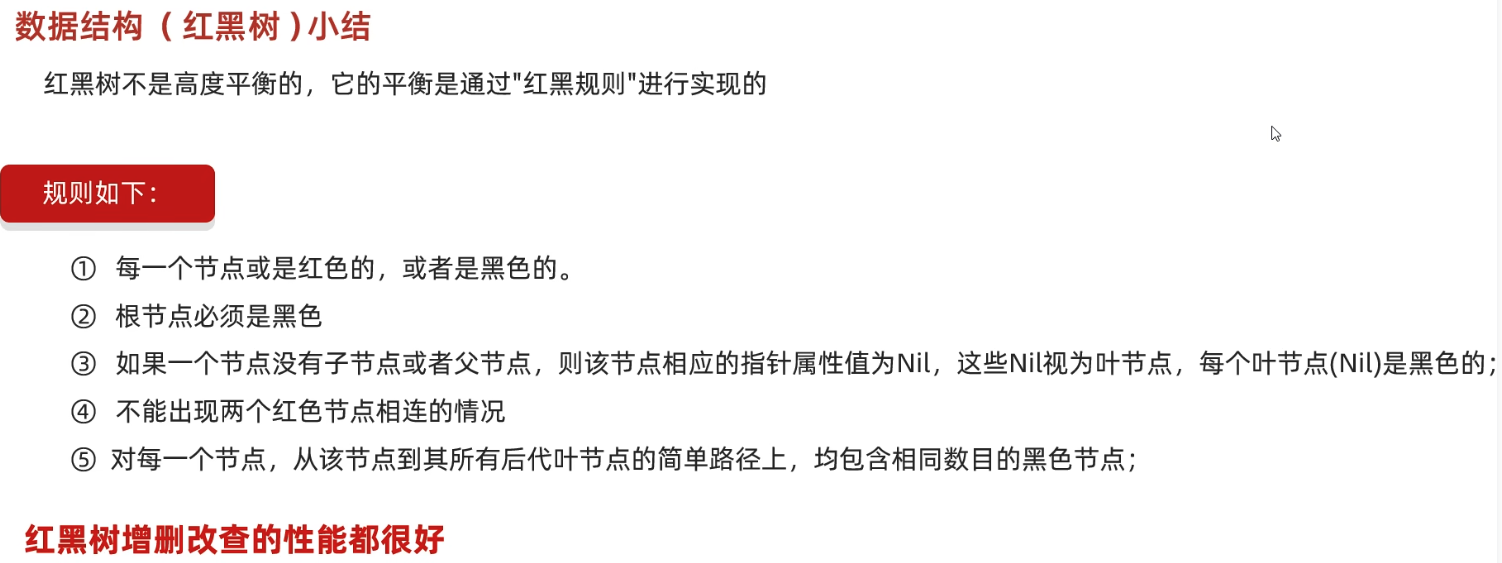 数据结构（红黑树）小结
红黑树不是高度平衡的，它的平衡是通过"红黑规则"进行实现的
规则如下：
① 每一个节点或是红色的，或者是黑色的。
② 根节点必须是黑色
③ 如果一个节点没有子节点或者父节点，则该节点相应的指针属性值为Nil，这些Nil视为叶节点，每个叶节点(Nil)是黑色的；
④ 不能出现两个红色节点相连的情况
⑤ 对每一个节点，从该节点到其所有后代叶节点的简单路径上，均包含相同数目的黑色节点；
红黑树增删改查的性能都很好